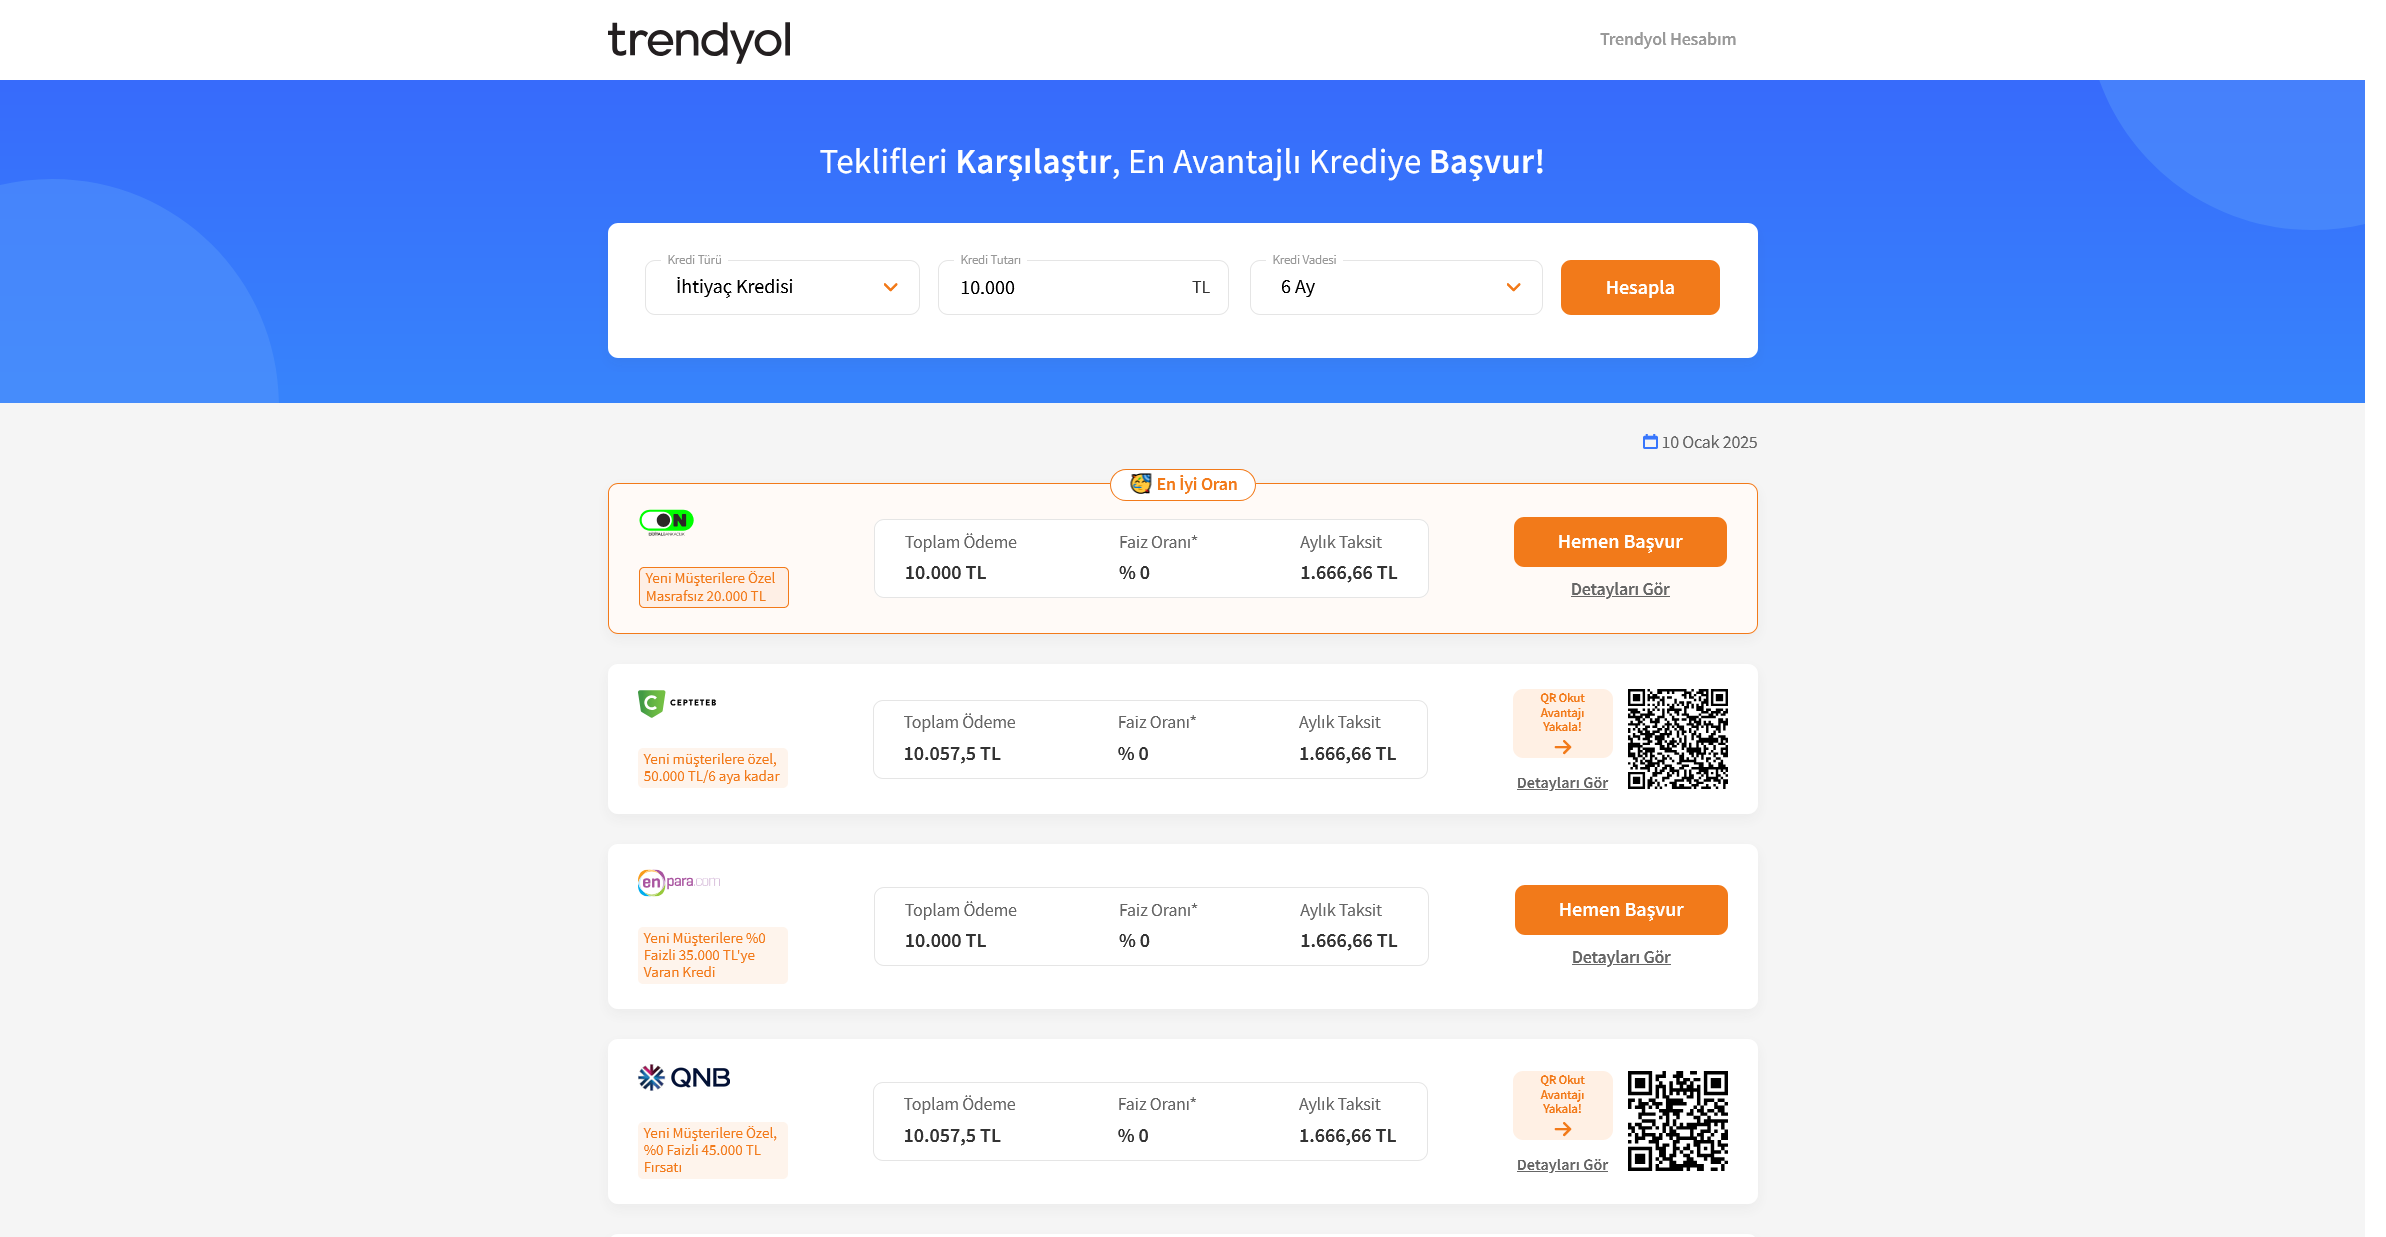 trendyol
Trendyol Hesabım
Teklifleri Karşılaştır, En Avantajlı Krediye Başvur!
Kredi Türü
İhtiyaç Kredisi
Kredi Tutarı
10.000
TL
Kredi Vadesi
6 Ay
Hesapla
10 Ocak 2025
En İyi Oran
ON
Yeni Müşterilere Özel
Masrafsız 20.000 TL
Toplam Ödeme
10.000 TL
Faiz Oranı*
% 0
Aylık Taksit
1.666,66 TL
Hemen Başvur
Detayları Gör
C CEPTETEB
Yeni müşterilere özel,
50.000 TL/6 aya kadar
Toplam Ödeme
10.057,5 TL
Faiz Oranı*
% 0
Aylık Taksit
1.666,66 TL
QR Okut
Avantajı
Yakala!
Detayları Gör
enpara.com
Yeni Müşterilere %0
Faizli 35.000 TL'ye
Varan Kredi
Toplam Ödeme
10.000 TL
Faiz Oranı*
% 0
Aylık Taksit
1.666,66 TL
Hemen Başvur
Detayları Gör
QNB
Yeni Müşterilere Özel,
%0 Faizli 45.000 TL
Fırsatı
Toplam Ödeme
10.057,5 TL
Faiz Oranı*
% 0
Aylık Taksit
1.666,66 TL
QR Okut
Avantajı
Yakala!
Detayları Gör